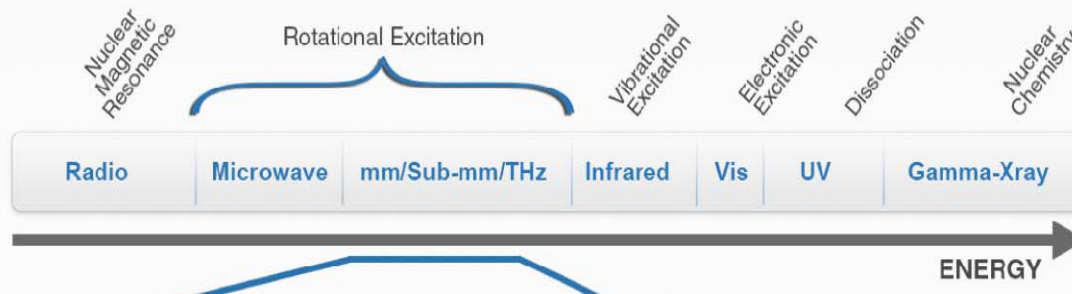 Nuclear
Magnetic
Resonance
Rotational Excitation
Vibrational
Excitation
Electronic
Excitation
Dissociation
Nuclear
Chemistry
Radio
Microwave
mm/Sub-mm/THz
Infrared
Vis
UV
Gamma-Xray
ENERGY